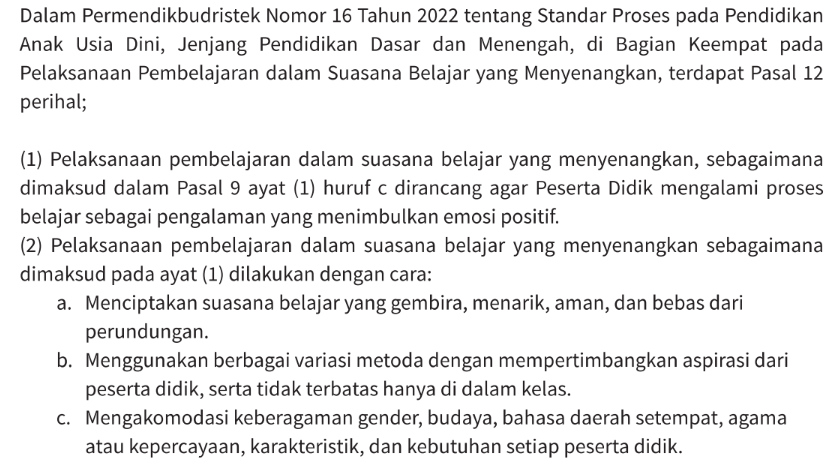 Dalam Permendikbudristek Nomor 16 Tahun 2022 tentang Standar Proses pada Pendidikan
Anak Usia Dini, Jenjang Pendidikan Dasar dan Menengah, di Bagian Keempat pada
Pelaksanaan Pembelajaran dalam Suasana Belajar yang Menyenangkan, terdapat Pasal 12
perihal;
(1) Pelaksanaan pembelajaran dalam suasana belajar yang menyenangkan, sebagaimana
dimaksud dalam Pasal 9 ayat (1) huruf c dirancang agar Peserta Didik mengalami proses
belajar sebagai pengalaman yang menimbulkan emosi positif.
(2) Pelaksanaan pembelajaran dalam suasana belajar yang menyenangkan sebagaimana
dimaksud pada ayat (1) dilakukan dengan cara:
a. Menciptakan suasana belajar yang gembira, menarik, aman, dan bebas dari
perundungan.
b. Menggunakan berbagai variasi metoda dengan mempertimbangkan aspirasi dari
peserta didik, serta tidak terbatas hanya di dalam kelas.
c. Mengakomodasi keberagaman gender, budaya, bahasa daerah setempat, agama
atau kepercayaan, karakteristik, dan kebutuhan setiap peserta didik.